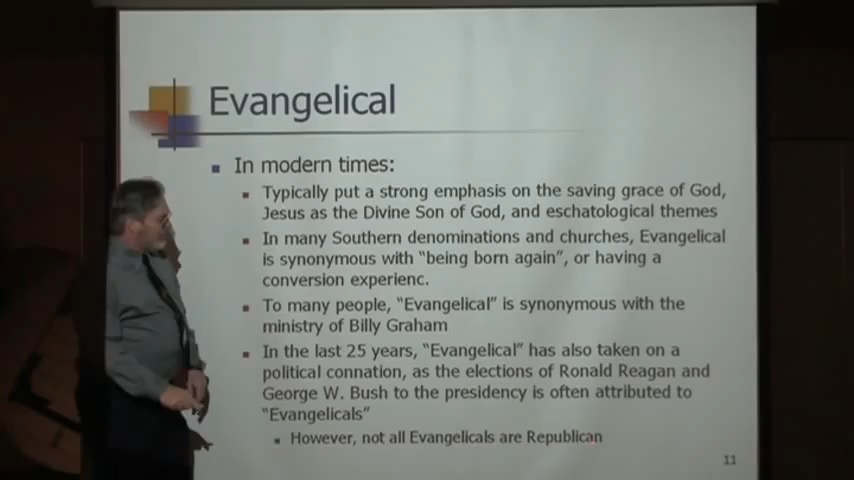 Evangelical
In modern times:
Typically put a strong emphasis on the saving grace of God,
Jesus as the Divine Son of God, and eschatological themes
In many Southern denominations and churches, Evangelical
is synonymous with “being born again”, or having a
conversion experienc.
To many people, “Evangelical” is synonymous with the
ministry of Billy Graham
In the last 25 years, “Evangelical” has also taken on a
political connation, as the elections of Ronald Reagan and
George W. Bush to the presidency is often attributed to
“Evangelicals”
However, not all Evangelicals are Republican
11